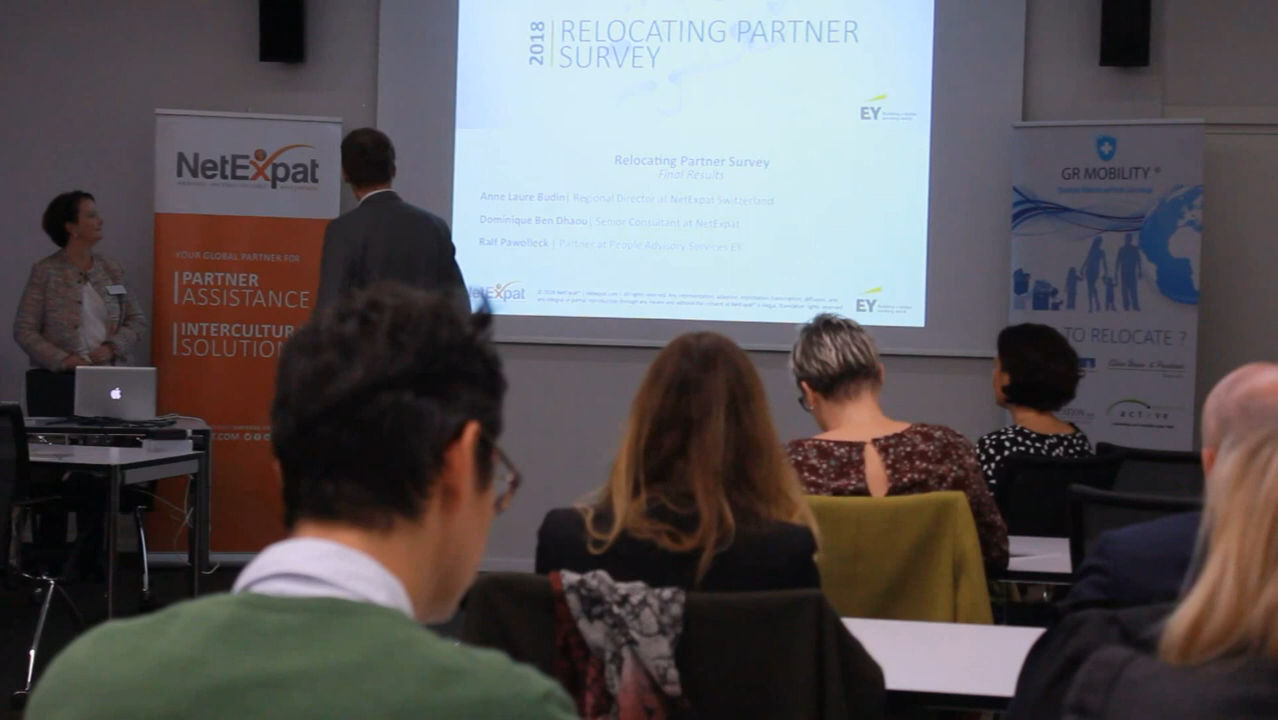 2018
RELOCATING PARTNER
SURVEY
EY
Relocating Partner Survey
Final Results
Anne Laure Budin | Regional Director at NetExpat Switzerland
Dominique Ben Dhaou | Senior Consultant at NetExpat
Ralf Pawolleck | Partner at People Advisory Services EY
etExpat
EY
NetExpat
YOUR GLOBAL PARTNER FOR
PARTNER
ASSISTANCE
INTERCULTUR
SOLUTION
T.COM
GR MOBILITY
TO RELOCATE ?
active